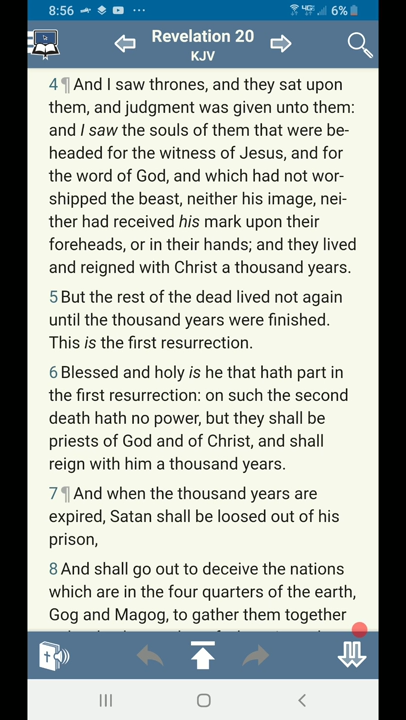 8:56 6%
Revelation 20
KJV
4 ¶ And I saw thrones, and they sat upon
them, and judgment was given unto them:
and I saw the souls of them that were be-
headed for the witness of Jesus, and for
the word of God, and which had not wor-
shipped the beast, neither his image, nei-
ther had received his mark upon their
foreheads, or in their hands; and they lived
and reigned with Christ a thousand years.
5 But the rest of the dead lived not again
until the thousand years were finished.
This is the first resurrection.
6 Blessed and holy is he that hath part in
the first resurrection: on such the second
death hath no power, but they shall be
priests of God and of Christ, and shall
reign with him a thousand years.
7 ¶ And when the thousand years are
expired, Satan shall be loosed out of his
prison,
8 And shall go out to deceive the nations
which are in the four quarters of the earth,
Gog and Magog, to gather them together